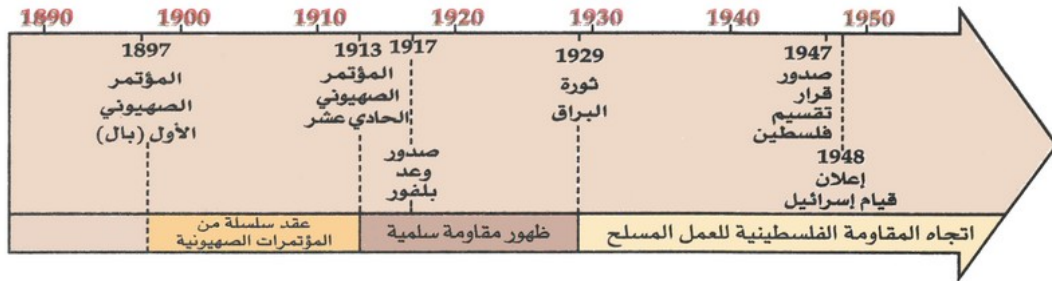 1890 1900 1910 1920 1930 1940 1950
1897
المؤتمر
الصهيوني
الأول (بال)
1913
المؤتمر
الصهيوني
الحادي عشر
1917
صدور
وعد
بلفور
1929
ثورة
البراق
1947
صدور
قرار
تقسيم
فلسطين
1948
إعلان
قيام إسرائيل
عقد سلسلة من
المؤتمرات الصهيونية
ظهور مقاومة سلمية
اتجاه المقاومة الفلسطينية للعمل المسلح